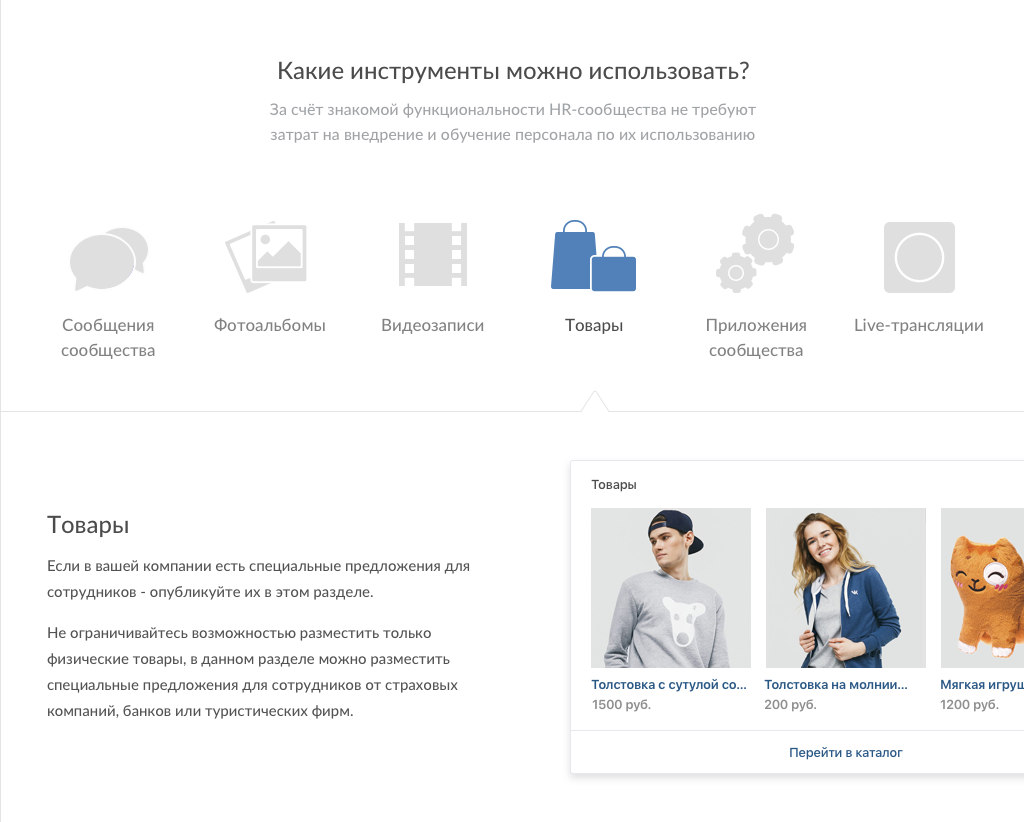 Какие инструменты можно использовать?
За счёт знакомой функциональности HR-сообщества не требуют
затрат на внедрение и обучение персонала по их использованию
Сообщения
сообщества
Фотоальбомы
Видеозаписи
Товары
Приложения
сообщества
Live-трансляции
Товары
Если в вашей компании есть специальные предложения для
сотрудников - опубликуйте их в этом разделе.
Не ограничивайтесь возможностью разместить только
физические товары, в данном разделе можно разместить
специальные предложения для сотрудников от страховых
компаний, банков или туристических фирм.
Товары
Толстовка с сутулой со...
1500 руб.
Толстовка на молнии...
200 руб.
Мягкая игруш
1200 руб.
Перейти в каталог